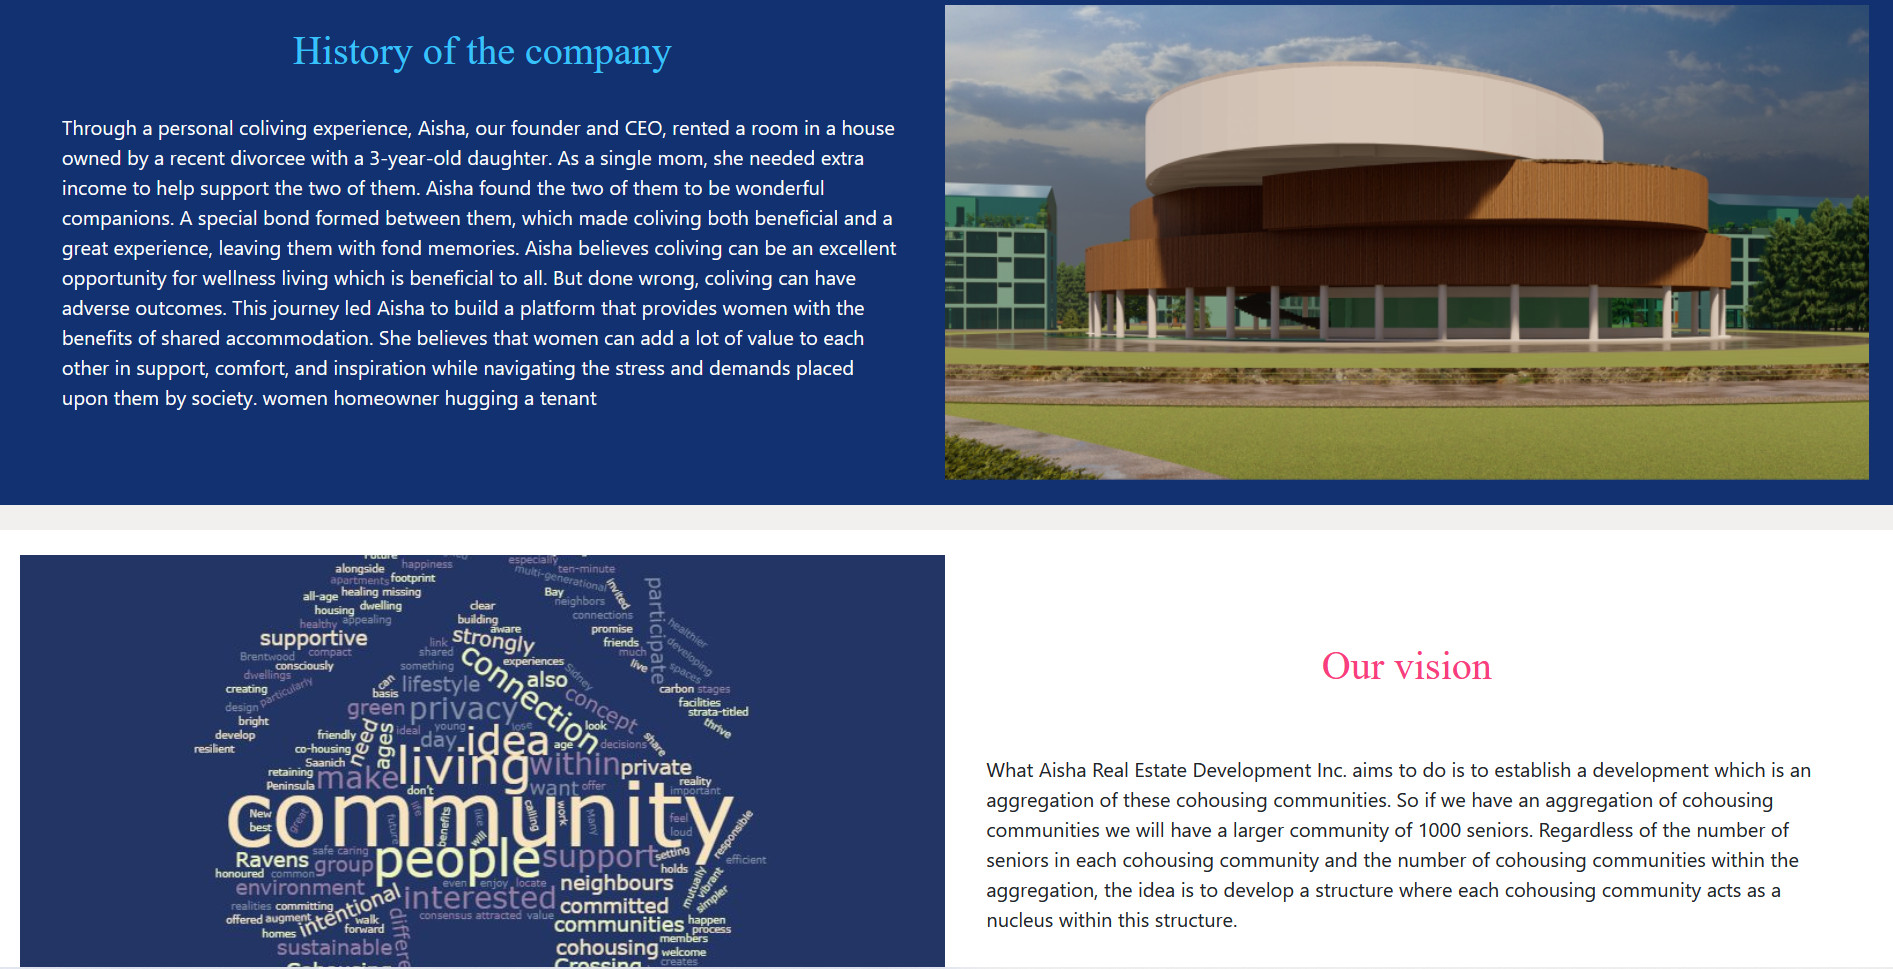 History of the company
Through a personal coliving experience, Aisha, our founder and CEO, rented a room in a house
owned by a recent divorcee with a 3-year-old daughter. As a single mom, she needed extra
income to help support the two of them. Aisha found the two of them to be wonderful
companions. A special bond formed between them, which made coliving both beneficial and a
great experience, leaving them with fond memories. Aisha believes coliving can be an excellent
opportunity for wellness living which is beneficial to all. But done wrong, coliving can have
adverse outcomes. This journey led Aisha to build a platform that provides women with the
benefits of shared accommodation. She believes that women can add a lot of value to each
other in support, comfort, and inspiration while navigating the stress and demands placed
upon them by society. women homeowner hugging a tenant
alongside
happiness
especially
ten-minute
apartments
footprint
multi-generational
invited
participate
all-age
healing
missing
Bay
neighbors
housing
dwelling
clear
connections
healthy
appealing
building
promise
healthier
supportive
strongly
aware
friends
developing
link
shared
much
Brentwood
compact
connection
experiences
live
spaces
consciously
something
Sidney
dwellings
can
basis
lifestyle
also
concept
carbon
stages
creating
particularly
facilities
design
green
privacy
strata-titled
bright
need
ages
ideal
young
lose
look
thrive
develop
friendly
day
idea
age
decisions
share
resilient
co-housing
Saanich
living
within
private
retaining
make
reality
Peninsula
don't
want
offer
important
community
New
best
great
life
future
benefits
like
will
calling
work
Many
feel
loud
responsible
safe
caring
Ravens
group
people
support
setting
efficient
honoured
common
holds
environment
even
enjoy
locate
neighbours
mutually
vibrant
simpler
realities
committing
intentional
interested
committed
offered
augment
walk
consensus
attracted
value
communities
happen
homes
forward
process
members
sustainable
cohousing
welcome
Crossing
creates
Our vision
What Aisha Real Estate Development Inc. aims to do is to establish a development which is an
aggregation of these cohousing communities. So if we have an aggregation of cohousing
communities we will have a larger community of 1000 seniors. Regardless of the number of
seniors in each cohousing community and the number of cohousing communities within the
aggregation, the idea is to develop a structure where each cohousing community acts as a
nucleus within this structure.